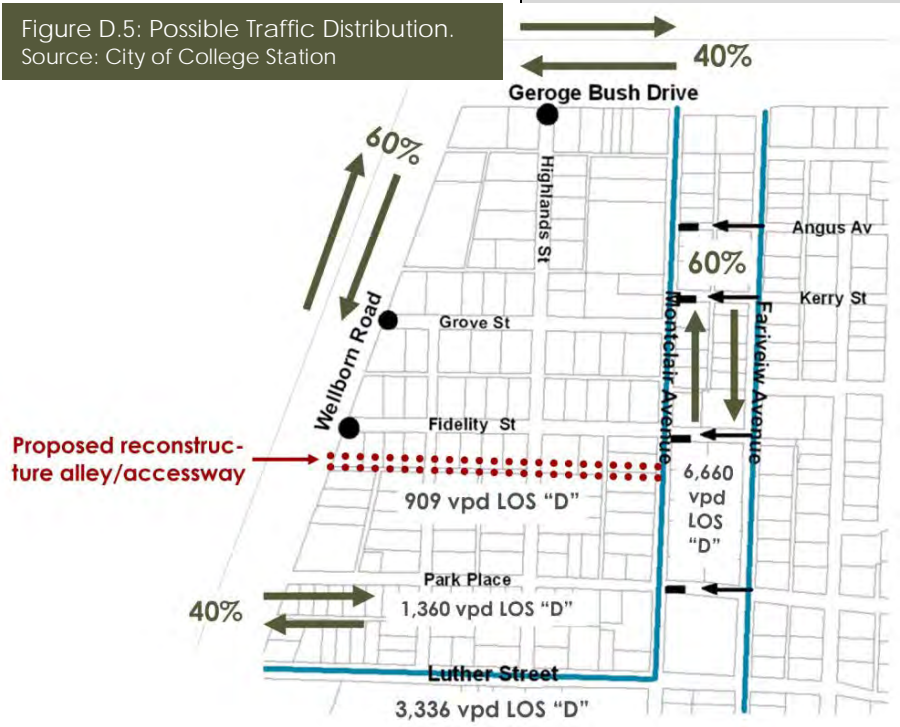 Figure D.5: Possible Traffic Distribution.
Source: City of College Station
40%
Geroge Bush Drive
60%
Highlands St
Angus Av
60%
Kerry St
Wellborn Road
Grove St
Montclair Avenue
Fariveiw Avenue
Fidelity St
Proposed reconstruc-
ture alley/accessway
909 vpd LOS “D”
6,660
vpd
LOS
“D”
Park Place
40%
1,360 vpd LOS “D”
Luther Street
3,336 vpd LOS “D”